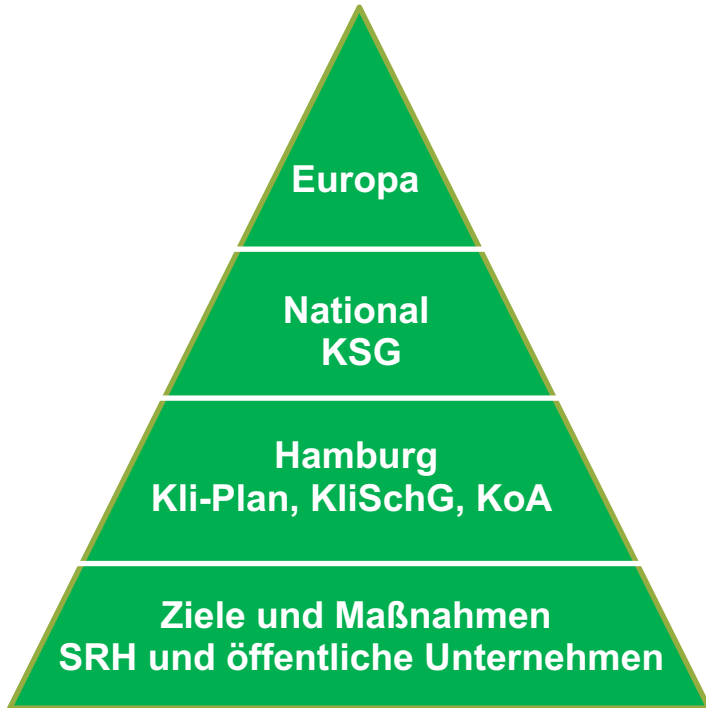 Europa
National
KSG
Hamburg
Kli-Plan, KliSchG, KoA
Ziele und Maßnahmen
SRH und öffentliche Unternehmen